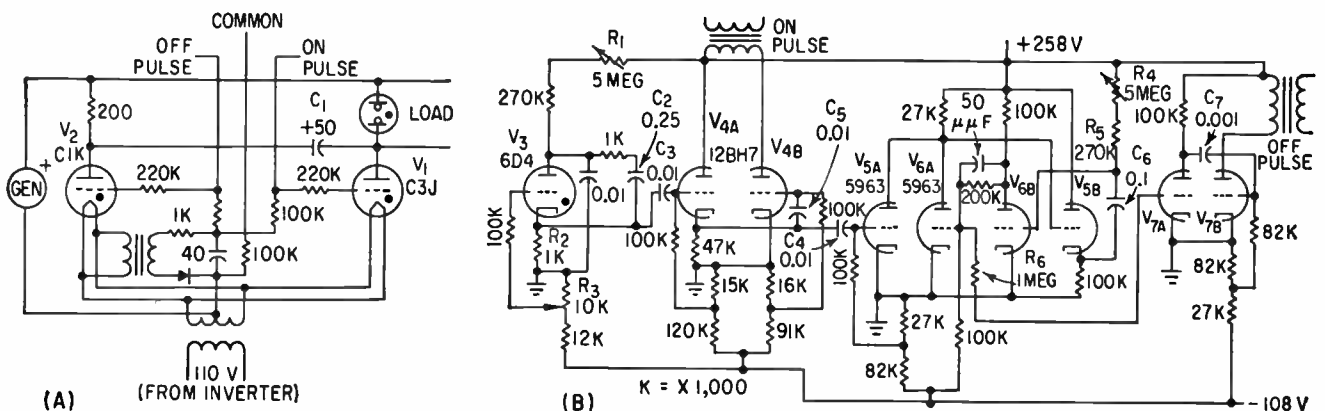 COMMON
OFF
PULSE
ON
PULSE
200
C1
+50
LOAD
V2
C1K
V1
C3J
GEN
+
220K
220K
1K
100K
40
100K
110 V
(FROM INVERTER)
(A)
(B)
R1
5 MEG
ON
PULSE
+258V
270K
C2
0.25
1K
C3
0.01
V3
6D4
0.01
100K
R2
1K
R3
10K
12K
100K
V4A
12BH7
V4B
C5
0.01
47K
15K
16K
120K
91K
C4
0.01
100K
100K
27K
50
μμF
100K
V5A
5963
V6A
5963
V6B
V5B
200K
R4
5MEG
R5
270K
C6
0.1
R6
1MEG
27K
82K
100K
100K
100K
C7
0.001
OFF
PULSE
V7A
V7B
82K
82K
27K
K = X 1,000
-108 V